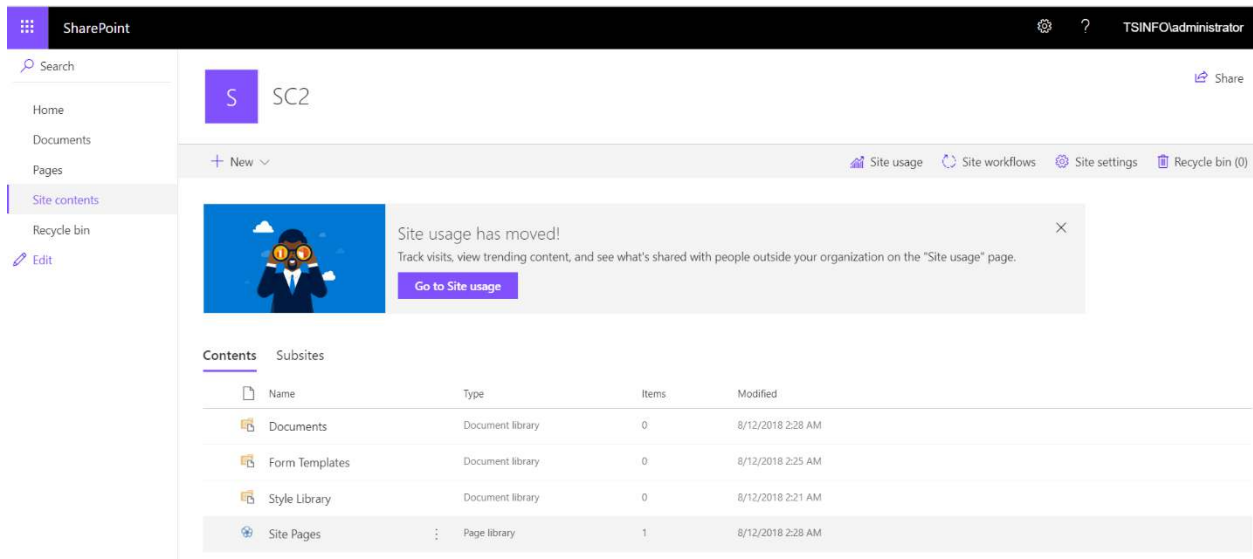 SharePoint ? TSINFO\administrator
Search
Home
Documents
Pages
Site contents
Recycle bin
Edit
S SC2
Share
New Site usage Site workflows Site settings Recycle bin (0)
Site usage has moved!
Track visits, view trending content, and see what's shared with people outside your organization on the "Site usage" page.
Go to Site usage
Contents Subsites
Name Type Items Modified
Documents Document library 0 8/12/2018 2:28 AM
Form Templates Document library 0 8/12/2018 2:25 AM
Style Library Document library 0 8/12/2018 2:21 AM
Site Pages Page library 1 8/12/2018 2:28 AM